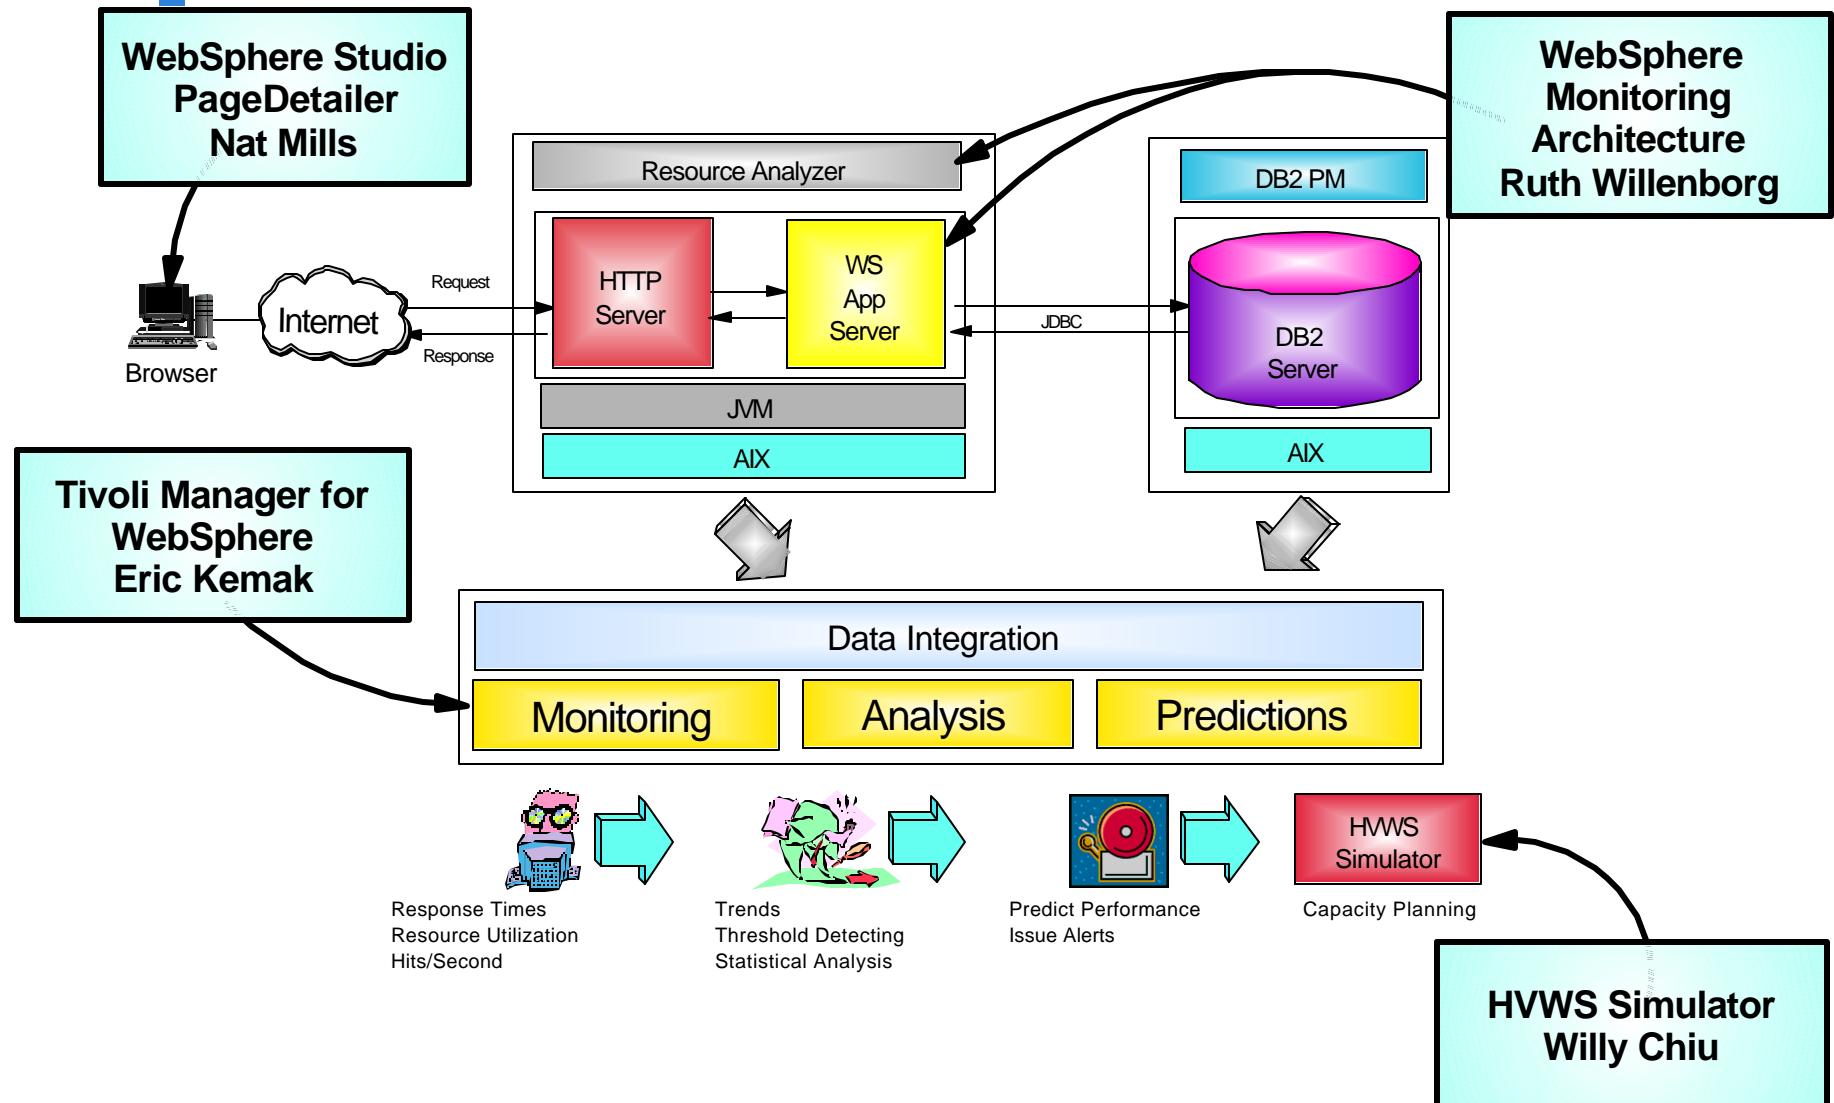 WebSphere Studio
PageDetailer
Nat Mills
WebSphere
Monitoring
Architecture
Ruth Willenborg
Resource Analyzer
DB2 PM
HTTP
Server
WS
App
Server
DB2
Server
Request
Response
JDBC
Internet
Browser
JVM
AIX
AIX
Tivoli Manager for
WebSphere
Eric Kemak
Data Integration
Monitoring
Analysis
Predictions
HVWS
Simulator
Response Times
Resource Utilization
Hits/Second
Trends
Threshold Detecting
Statistical Analysis
Predict Performance
Issue Alerts
Capacity Planning
HVWS Simulator
Willy Chiu